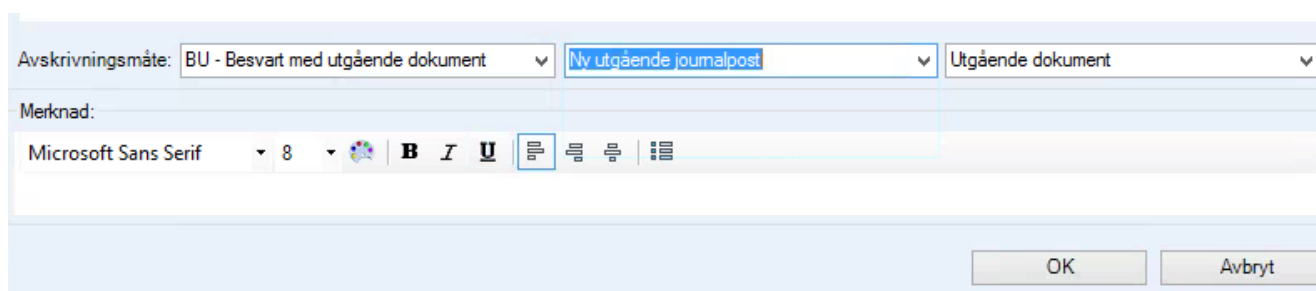 Avskrivningsmåte: BU - Besvart med utgående dokument Ny utgående journalpost Utgående dokument
Merknad:
Microsoft Sans Serif 8 B I U
OK Avbryt